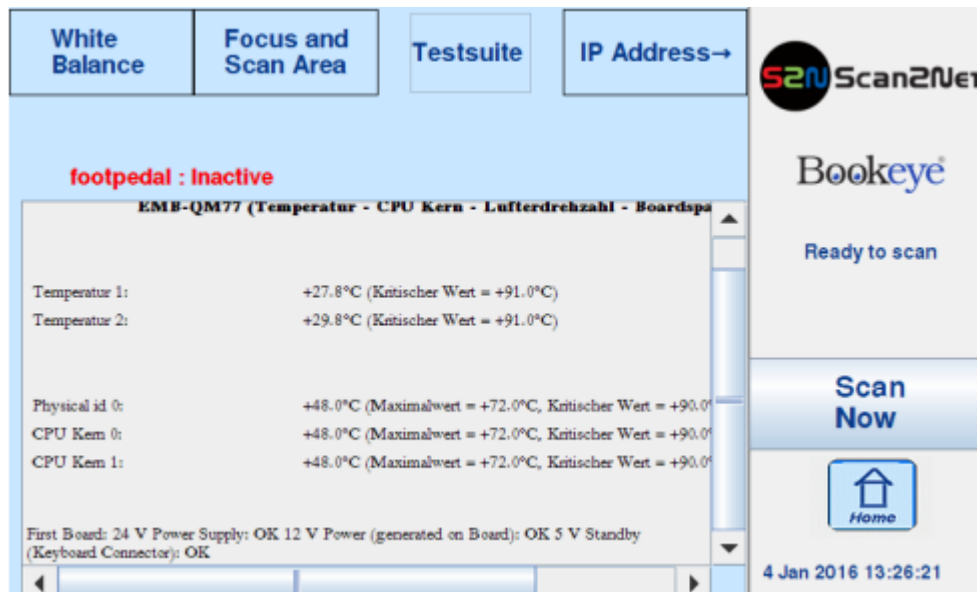 White
Balance
Focus and
Scan Area
Testsuite
IP Address→
footpedal : Inactive
EMB-QM77 (Temperatur - CPU Kern - Lufterdrehzahl - Boardspa
Temperatur 1: +27.8°C (Kritischer Wert = +91.0°C)
Temperatur 2: +29.8°C (Kritischer Wert = +91.0°C)
Physical id 0: +48.0°C (Maximalwert = +72.0°C, Kritischer Wert = +90.0°
CPU Kern 0: +48.0°C (Maximalwert = +72.0°C, Kritischer Wert = +90.0°
CPU Kern 1: +48.0°C (Maximalwert = +72.0°C, Kritischer Wert = +90.0°
First Board: 24 V Power Supply: OK 12 V Power (generated on Board): OK 5 V Standby
(Keyboard Connector): OK
S2N Scan2Net
Bookeye
Ready to scan
Scan
Now
Home
4 Jan 2016 13:26:21